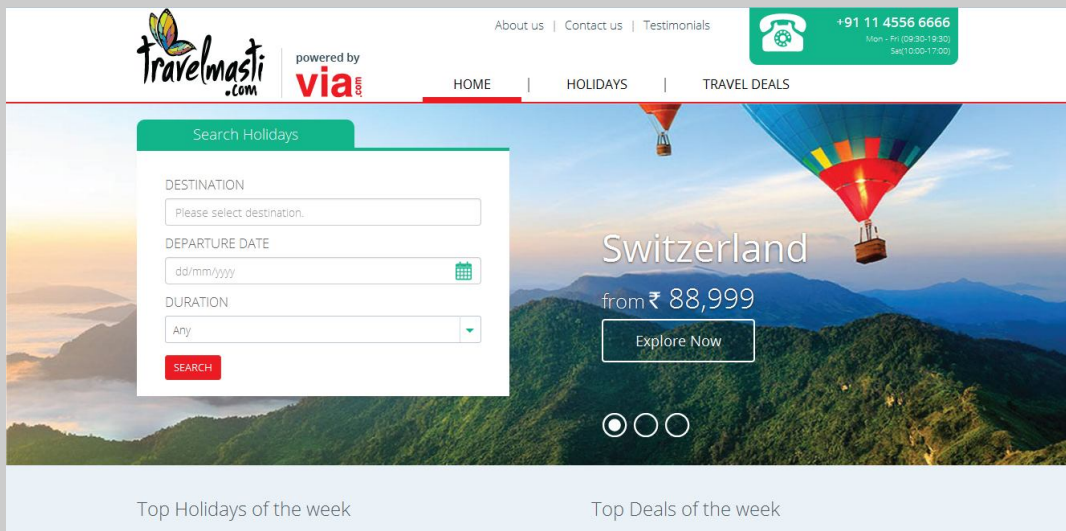 About us | Contact us | Testimonials
+91 11 4556 6666
Mon - Fri (09:30-19:30)
Sat(10:00-17:00)
travelmasti
.com
powered by
via.com
HOME | HOLIDAYS | TRAVEL DEALS
Search Holidays
DESTINATION
Please select destination.
DEPARTURE DATE
dd/mm/yyyy
DURATION
Any
SEARCH
Switzerland
from ₹ 88,999
Explore Now
Top Holidays of the week
Top Deals of the week